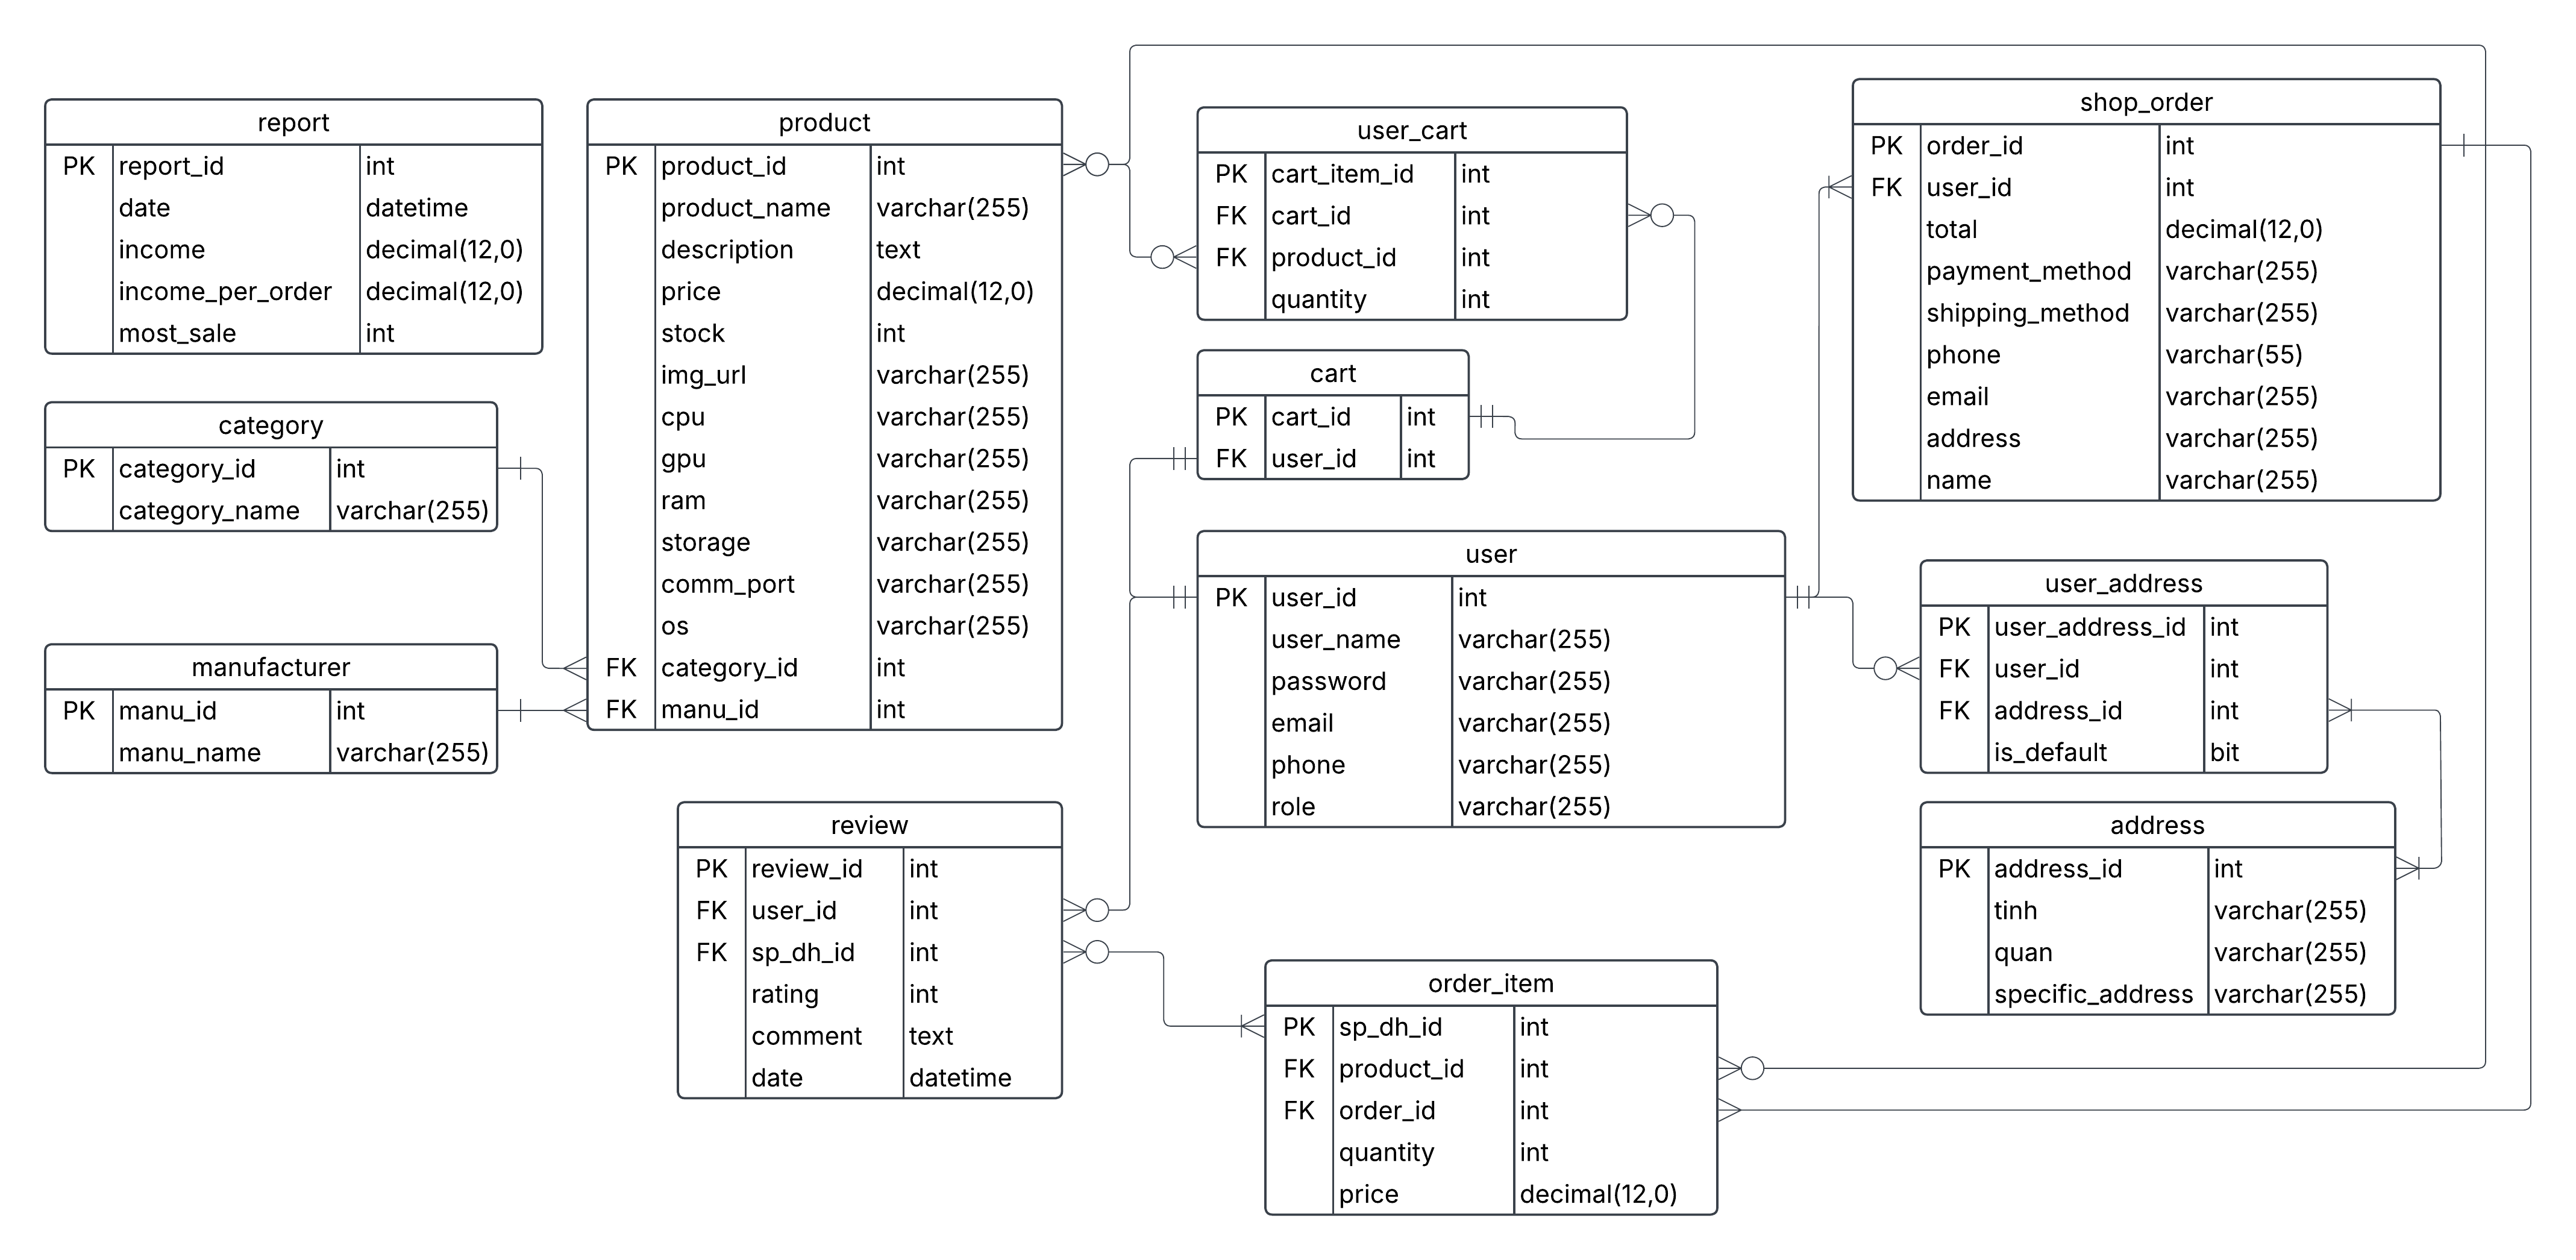 report
PK report_id int
date datetime
income decimal(12,0)
income_per_order decimal(12,0)
most_sale int
category
PK category_id int
category_name varchar(255)
manufacturer
PK manu_id int
manu_name varchar(255)
product
PK product_id int
product_name varchar(255)
description text
price decimal(12,0)
stock int
img_url varchar(255)
cpu varchar(255)
gpu varchar(255)
ram varchar(255)
storage varchar(255)
comm_port varchar(255)
os varchar(255)
FK category_id int
FK manu_id int
review
PK review_id int
FK user_id int
FK sp_dh_id int
rating int
comment text
date datetime
user_cart
PK cart_item_id int
FK cart_id int
FK product_id int
quantity int
cart
PK cart_id int
FK user_id int
user
PK user_id int
user_name varchar(255)
password varchar(255)
email varchar(255)
phone varchar(255)
role varchar(255)
order_item
PK sp_dh_id int
FK product_id int
FK order_id int
quantity int
price decimal(12,0)
shop_order
PK order_id int
FK user_id int
total decimal(12,0)
payment_method varchar(255)
shipping_method varchar(255)
phone varchar(55)
email varchar(255)
address varchar(255)
name varchar(255)
user_address
PK user_address_id int
FK user_id int
FK address_id int
is_default bit
address
PK address_id int
tinh varchar(255)
quan varchar(255)
specific_address varchar(255)